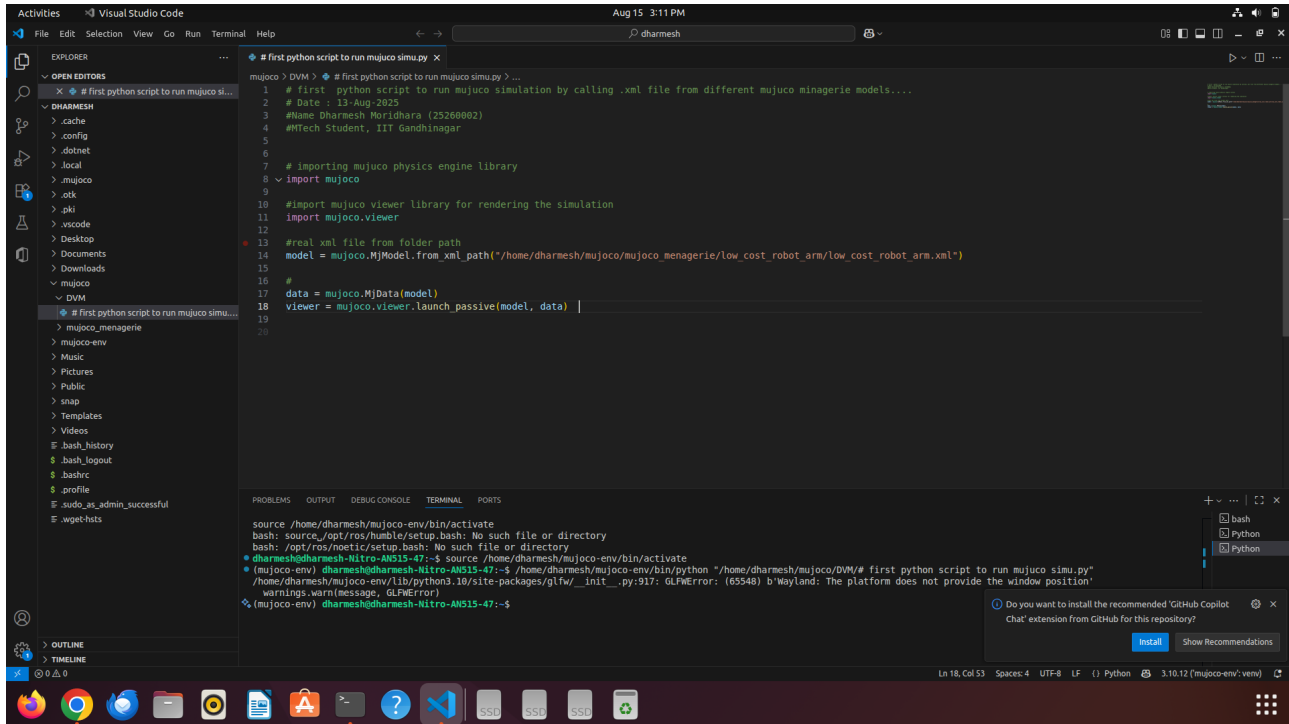 Activities
Visual Studio Code
Aug 15 3:11 PM
File Edit Selection View Go Run Terminal Help
dharmesh
EXPLORER
OPEN EDITORS
# first python script to run mujuco si...
DHARMESH
.cache
.config
.dotnet
.local
.mujoco
.otk
.pki
.vscode
Desktop
Documents
Downloads
mujoco
DVM
# first python script to run mujuco simu....
mujoco_menagerie
mujoco-env
Music
Pictures
Public
snap
Templates
Videos
.bash_history
$ .bash_logout
$ .bashrc
$ .profile
.sudo_as_admin_successful
.wget-hsts
OUTLINE
TIMELINE
# first python script to run mujuco simu.py
mujoco > DVM > # first python script to run mujuco simu.py > ...
1 # first  python script to run mujuco simulation by calling .xml file from different mujuco minagerie models....
2 # Date : 13-Aug-2025
3 #Name Dharmesh Moridhara (25260002)
4 #MTech Student, IIT Gandhinagar
5
6
7 # importing mujuco physics engine library
8 import mujoco
9
10 #import mujuco viewer library for rendering the simulation
11 import mujoco.viewer
12
13 #real xml file from folder path
14 model = mujoco.MjModel.from_xml_path("/home/dharmesh/mujoco/mujoco_menagerie/low_cost_robot_arm/low_cost_robot_arm.xml")
15
16 #
17 data = mujoco.MjData(model)
18 viewer = mujoco.viewer.launch_passive(model, data)
19
20
PROBLEMS OUTPUT DEBUG CONSOLE TERMINAL PORTS
source /home/dharmesh/mujoco-env/bin/activate
bash: source /opt/ros/humble/setup.bash: No such file or directory
bash: /opt/ros/noetic/setup.bash: No such file or directory
dharmesh@dharmesh-Nitro-AN515-47:~$ source /home/dharmesh/mujoco-env/bin/activate
(mujoco-env) dharmesh@dharmesh-Nitro-AN515-47:~$ /home/dharmesh/mujoco-env/bin/python "/home/dharmesh/mujoco/DVM/# first python script to run mujuco simu.py"
/home/dharmesh/mujoco-env/lib/python3.10/site-packages/glfw/__init__.py:917: GLFWError: (65548) b'Wayland: The platform does not provide the window position'
warnings.warn(message, GLFWError)
(mujoco-env) dharmesh@dharmesh-Nitro-AN515-47:~$
bash
Python
Python
Do you want to install the recommended 'GitHub Copilot
Chat' extension from GitHub for this repository?
Install
Show Recommendations
0 0
Ln 18, Col 53 Spaces: 4 UTF-8 LF {} Python 3.10.12 ('mujoco-env': venv)
SSD SSD SSD